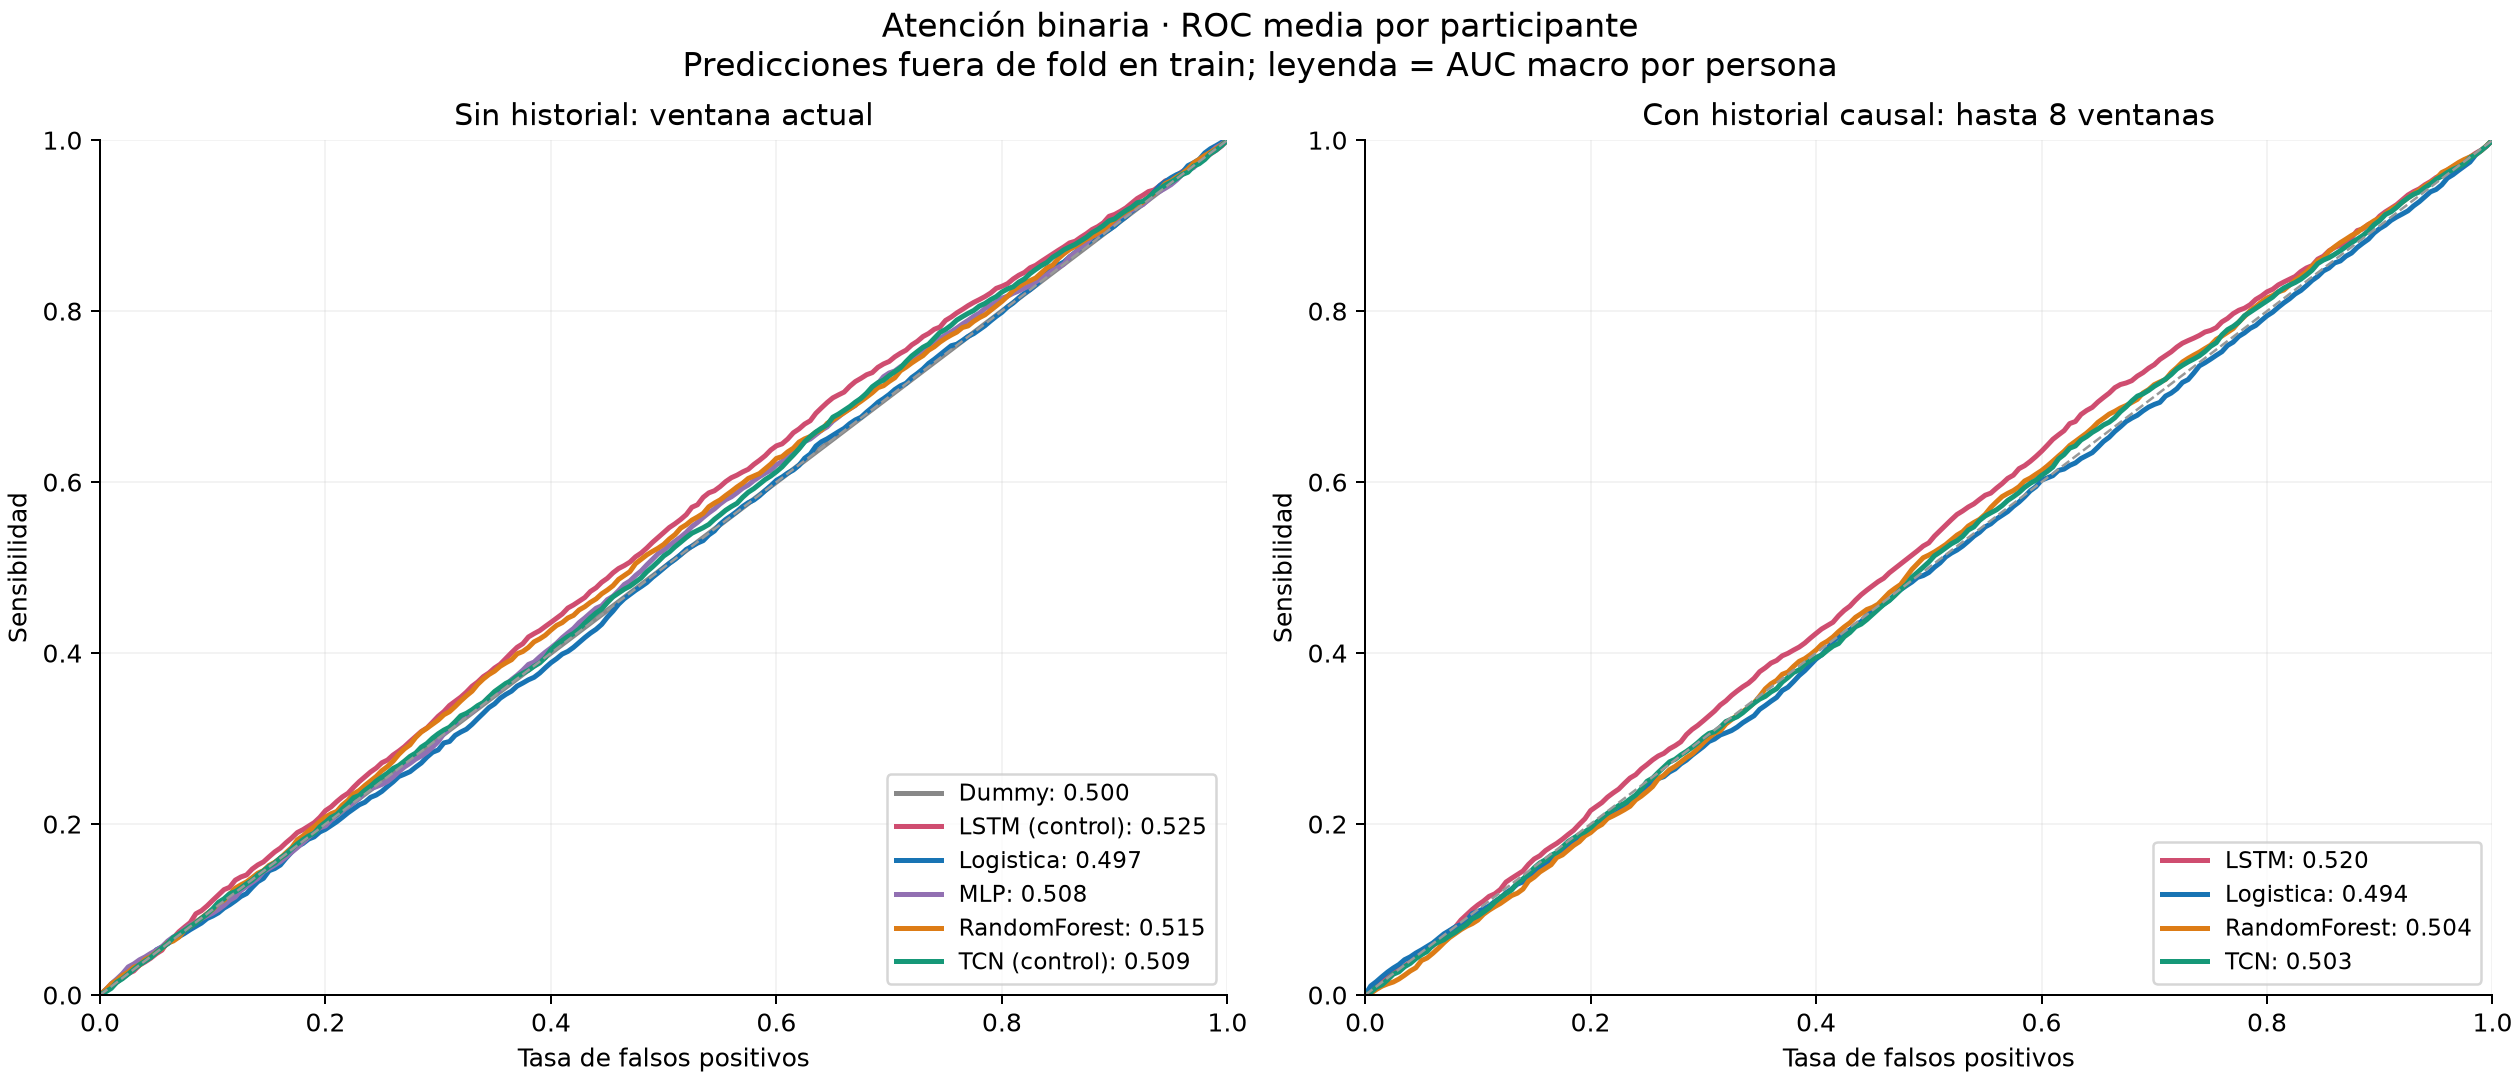 Atención binaria · ROC media por participante
Predicciones fuera de fold en train; leyenda = AUC macro por persona
Sin historial: ventana actual
1.0
0.8
0.6
0.4
0.2
0.0
Sensibilidad
0.0
0.2
0.4
0.6
0.8
1.0
Tasa de falsos positivos
Dummy: 0.500
LSTM (control): 0.525
Logistica: 0.497
MLP: 0.508
RandomForest: 0.515
TCN (control): 0.509
Con historial causal: hasta 8 ventanas
1.0
0.8
0.6
0.4
0.2
0.0
Sensibilidad
0.0
0.2
0.4
0.6
0.8
1.0
Tasa de falsos positivos
LSTM: 0.520
Logistica: 0.494
RandomForest: 0.504
TCN: 0.503